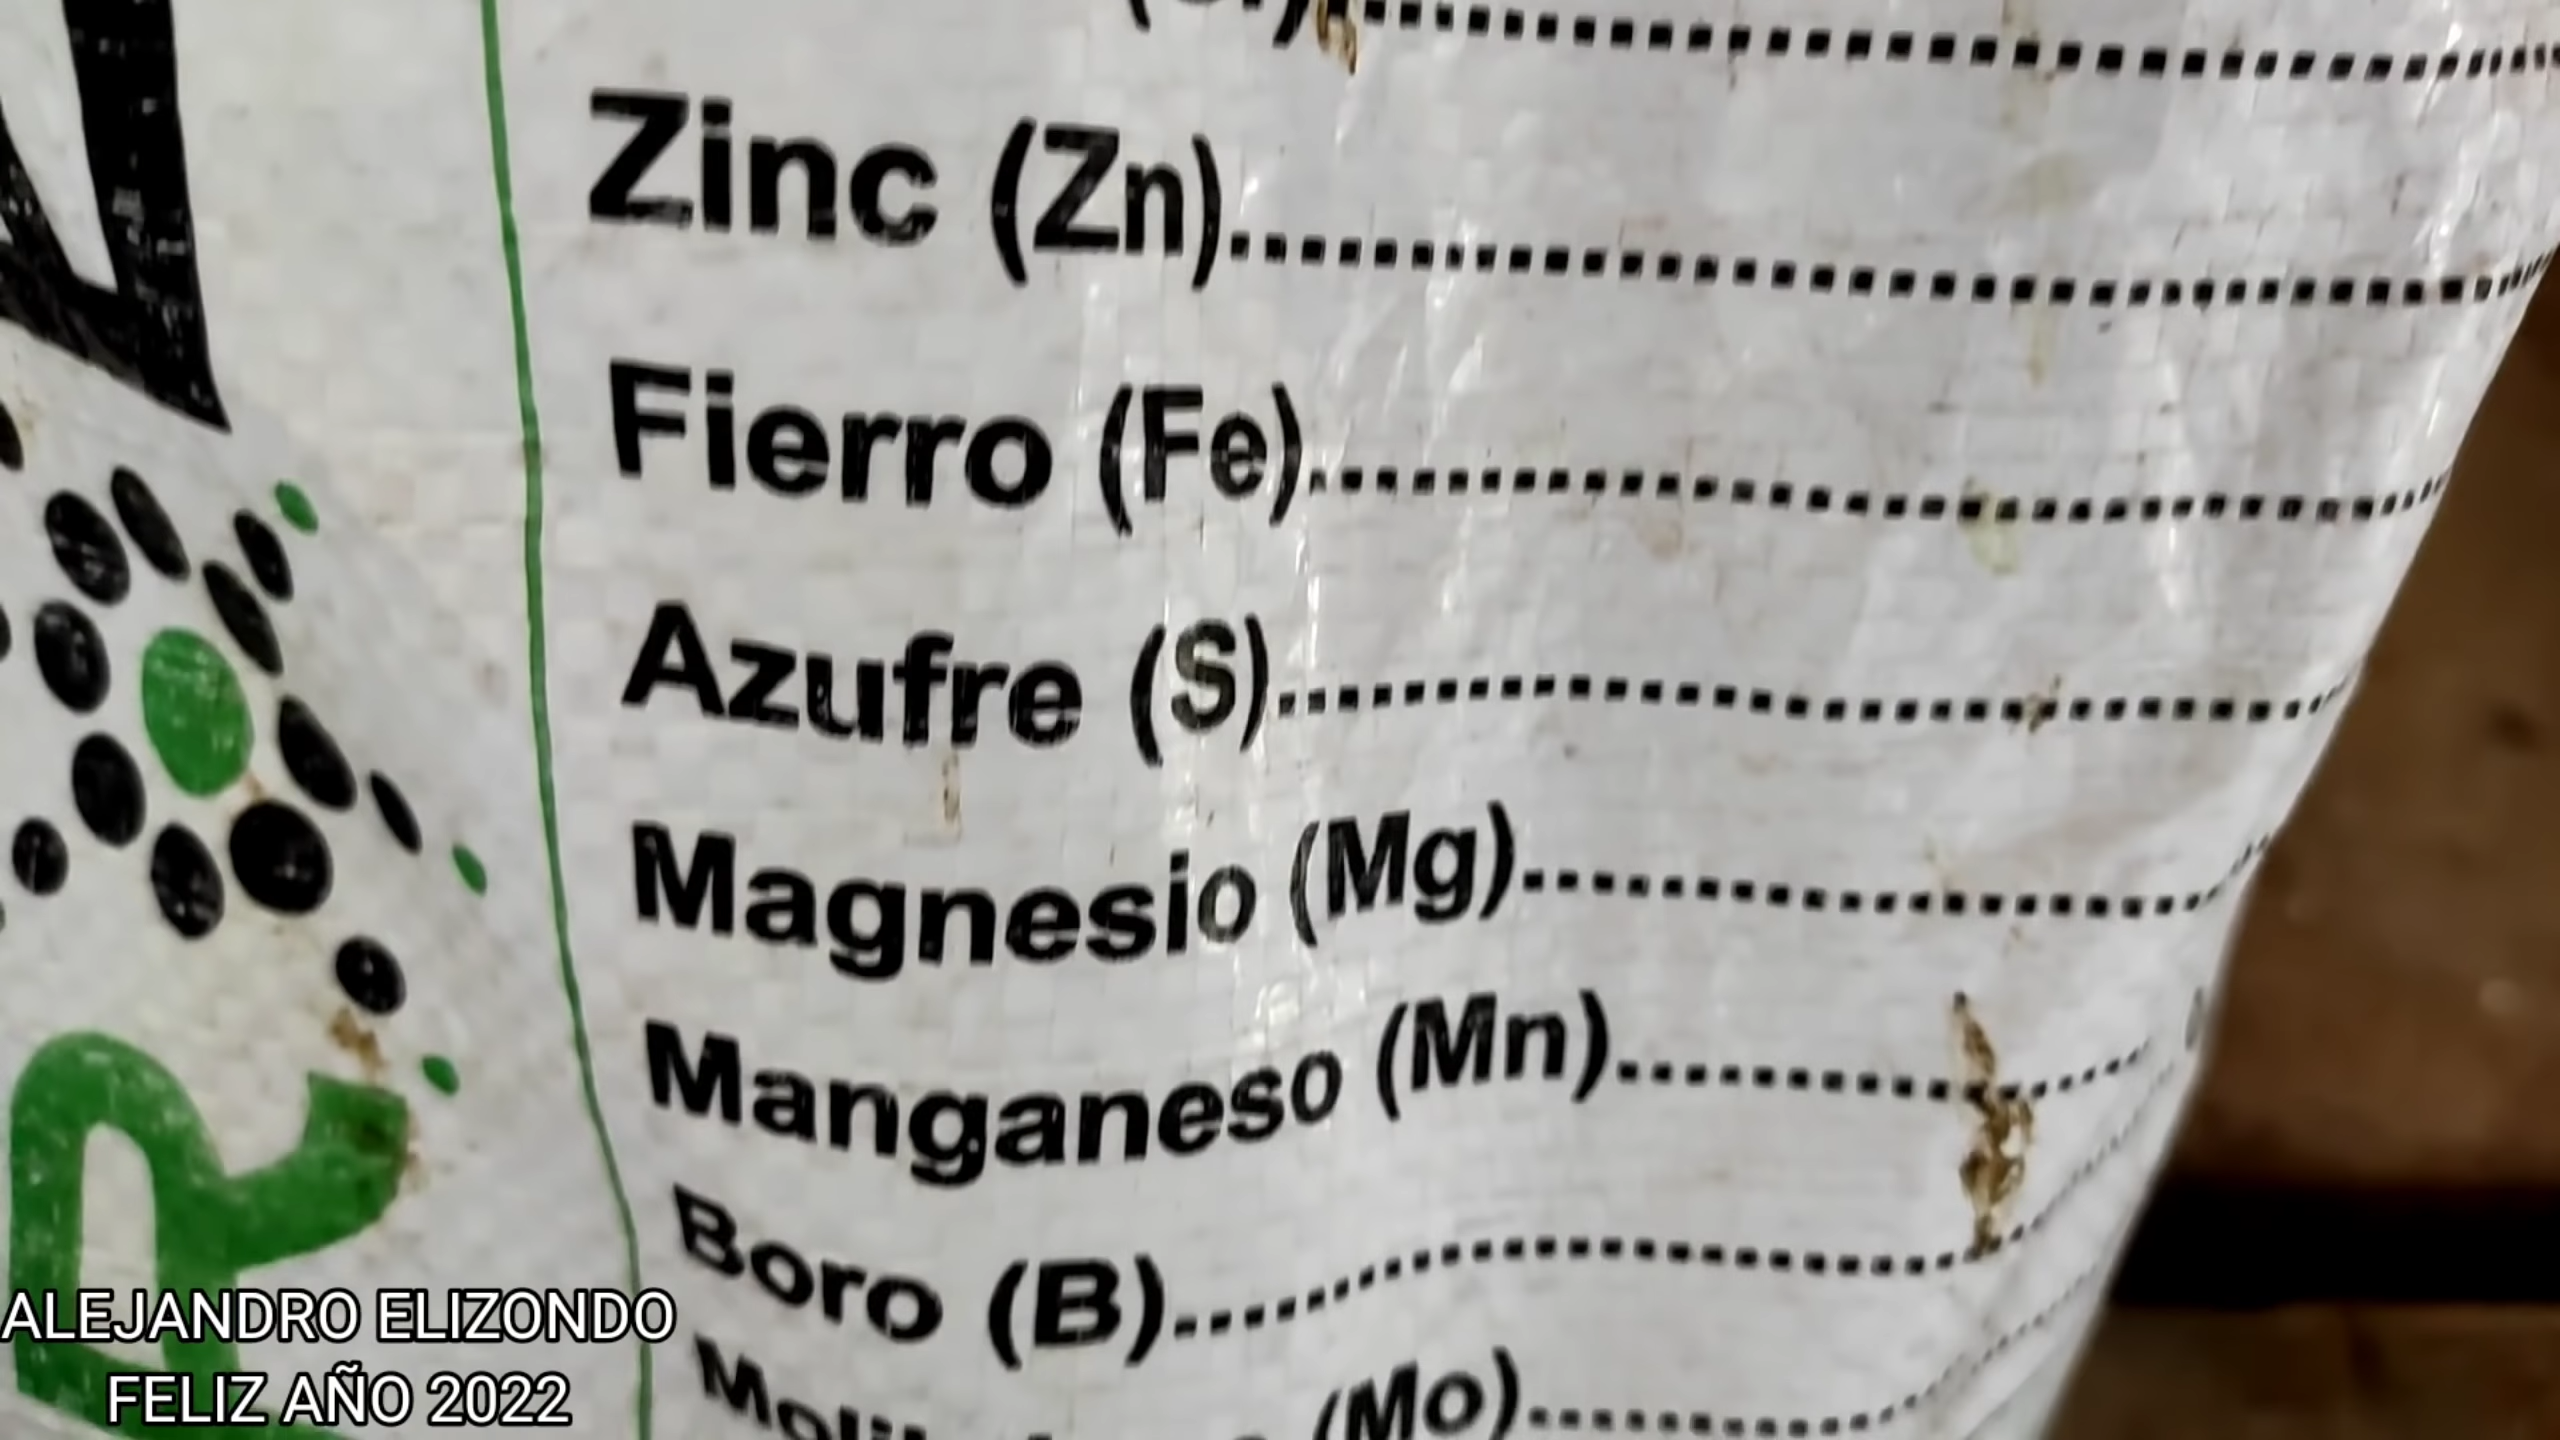 Zinc (Zn)
Fierro (Fe)
Azufre (S)
Magnesio (Mg)
Manganeso (Mn)
Boro (B)
(Mo)
R
ALEJANDRO ELIZONDO
FELIZ AÑO 2022